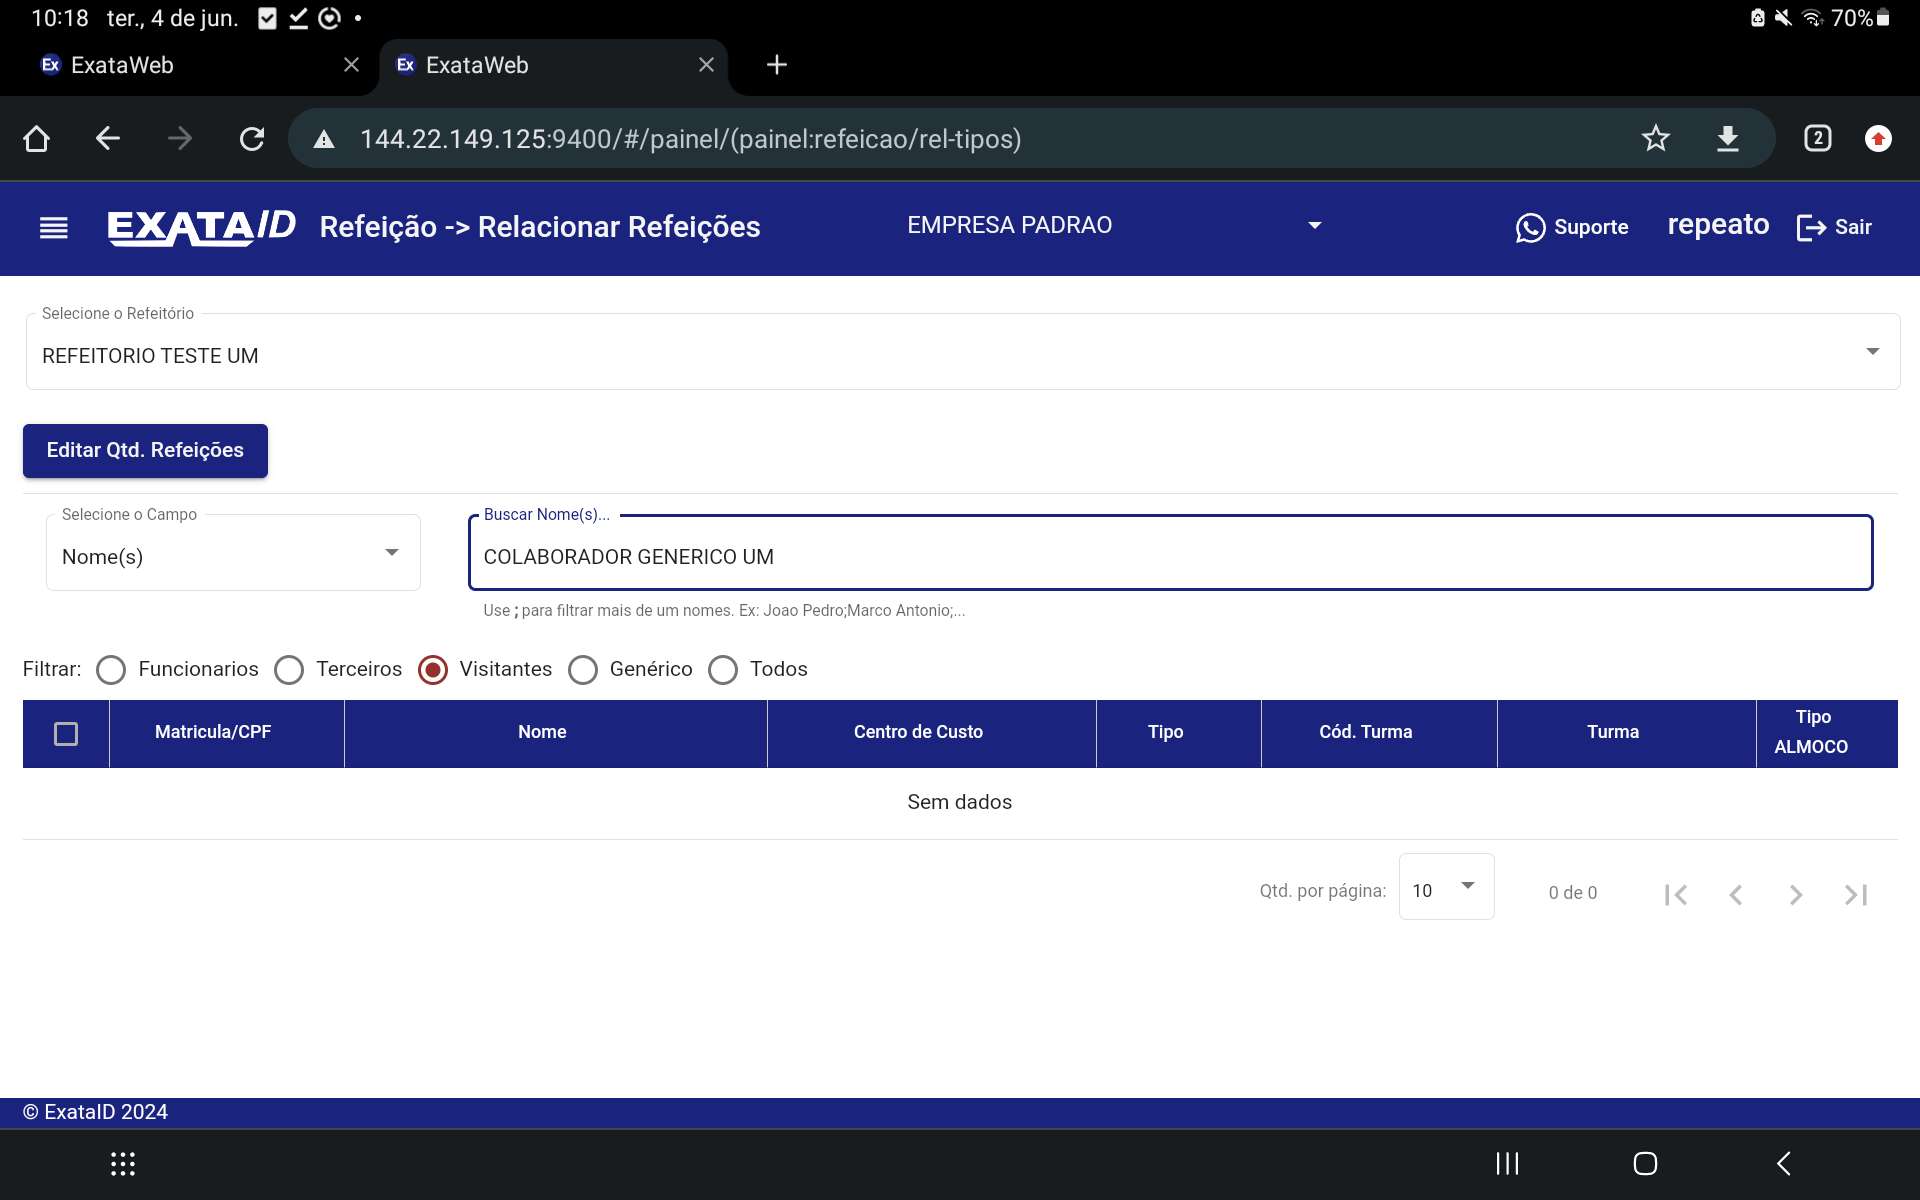 10:18 ter., 4 de jun. 70%
Ex ExataWeb Ex ExataWeb
144.22.149.125:9400/#/painel/(painel:refeicao/rel-tipos) 2
EXATAID Refeição -> Relacionar Refeições EMPRESA PADRAO Suporte repeato Sair
Selecione o Refeitório
REFEITORIO TESTE UM
Editar Qtd. Refeições
Selecione o Campo Buscar Nome(s)...
Nome(s) COLABORADOR GENERICO UM
Use ; para filtrar mais de um nomes. Ex: Joao Pedro;Marco Antonio;...
Filtrar: Funcionarios Terceiros Visitantes Genérico Todos
Matricula/CPF Nome Centro de Custo Tipo Cód. Turma Turma Tipo ALMOCO
Sem dados
Qtd. por página: 10 0 de 0
© ExataID 2024